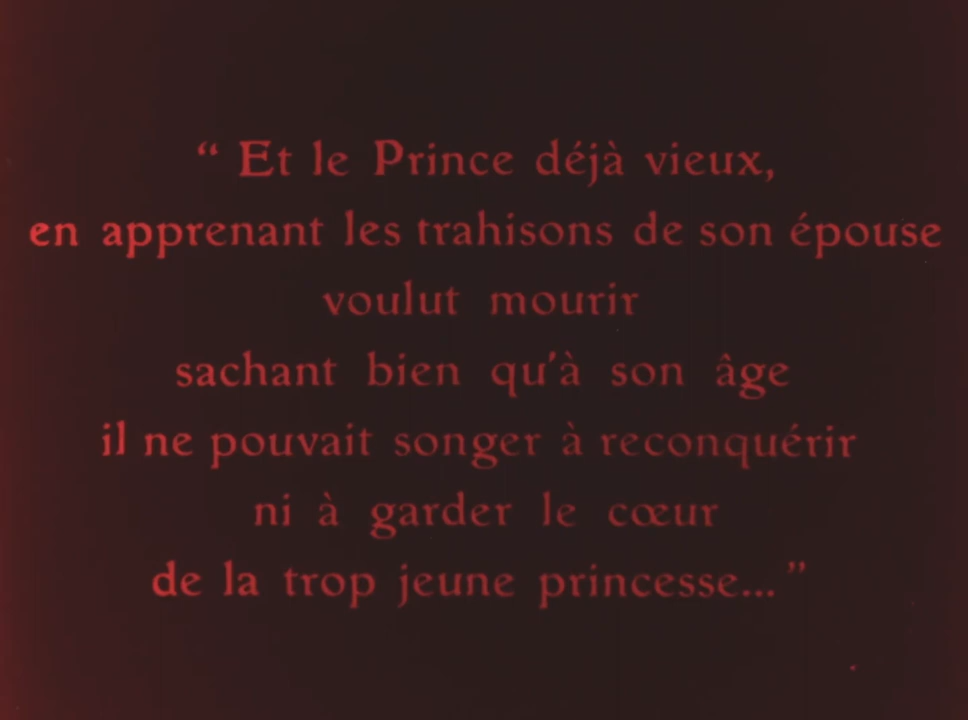 “ Et le Prince déjà vieux,
en apprenant les trahisons de son épouse
voulut mourir
sachant bien qu'à son âge
il ne pouvait songer à reconquérir
ni à garder le cœur
de la trop jeune princesse... ”